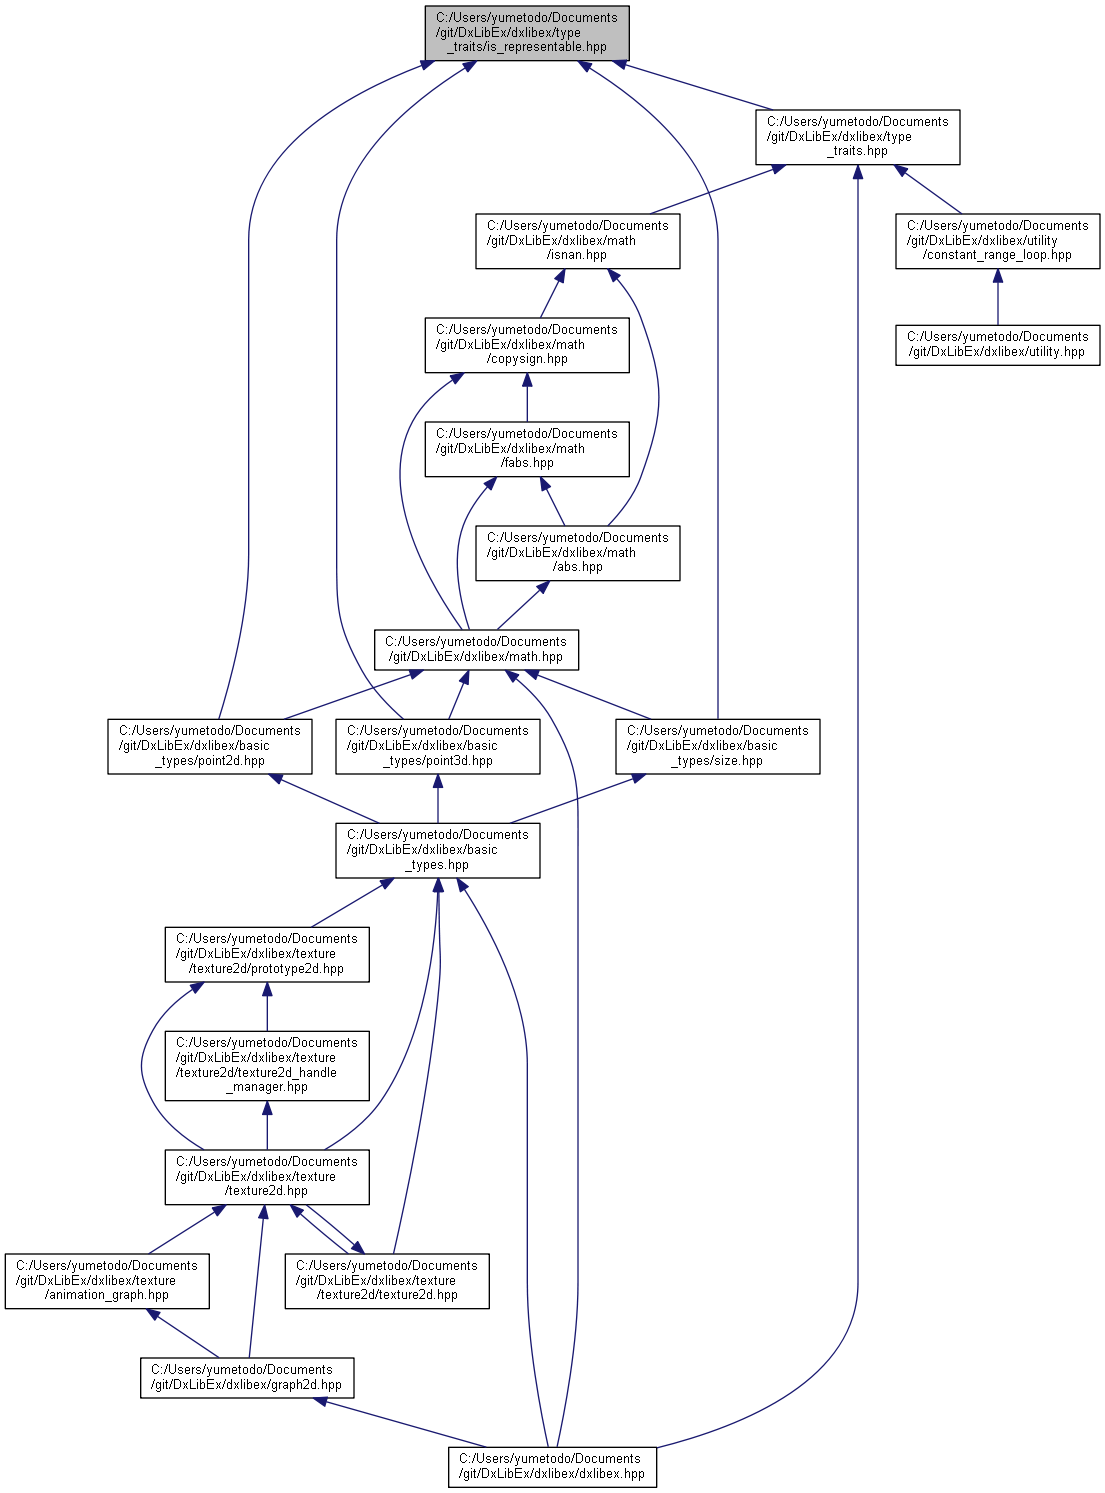 C:/Users/yumetodo/Documents
/git/DxLibEx/dxlibex/type
_traits/is_representable.hpp
C:/Users/yumetodo/Documents
/git/DxLibEx/dxlibex/type
_traits.hpp
C:/Users/yumetodo/Documents
/git/DxLibEx/dxlibex/math
/isnan.hpp
C:/Users/yumetodo/Documents
/git/DxLibEx/dxlibex/utility
/constant_range_loop.hpp
C:/Users/yumetodo/Documents
/git/DxLibEx/dxlibex/math
/copysign.hpp
C:/Users/yumetodo/Documents
/git/DxLibEx/dxlibex/utility.hpp
C:/Users/yumetodo/Documents
/git/DxLibEx/dxlibex/math
/fabs.hpp
C:/Users/yumetodo/Documents
/git/DxLibEx/dxlibex/math
/abs.hpp
C:/Users/yumetodo/Documents
/git/DxLibEx/dxlibex/math.hpp
C:/Users/yumetodo/Documents
/git/DxLibEx/dxlibex/basic
_types/point2d.hpp
C:/Users/yumetodo/Documents
/git/DxLibEx/dxlibex/basic
_types/point3d.hpp
C:/Users/yumetodo/Documents
/git/DxLibEx/dxlibex/basic
_types/size.hpp
C:/Users/yumetodo/Documents
/git/DxLibEx/dxlibex/basic
_types.hpp
C:/Users/yumetodo/Documents
/git/DxLibEx/dxlibex/texture
/texture2d/prototype2d.hpp
C:/Users/yumetodo/Documents
/git/DxLibEx/dxlibex/texture
/texture2d/texture2d_handle
_manager.hpp
C:/Users/yumetodo/Documents
/git/DxLibEx/dxlibex/texture
/texture2d.hpp
C:/Users/yumetodo/Documents
/git/DxLibEx/dxlibex/texture
/animation_graph.hpp
C:/Users/yumetodo/Documents
/git/DxLibEx/dxlibex/texture
/texture2d/texture2d.hpp
C:/Users/yumetodo/Documents
/git/DxLibEx/dxlibex/graph2d.hpp
C:/Users/yumetodo/Documents
/git/DxLibEx/dxlibex/dxlibex.hpp